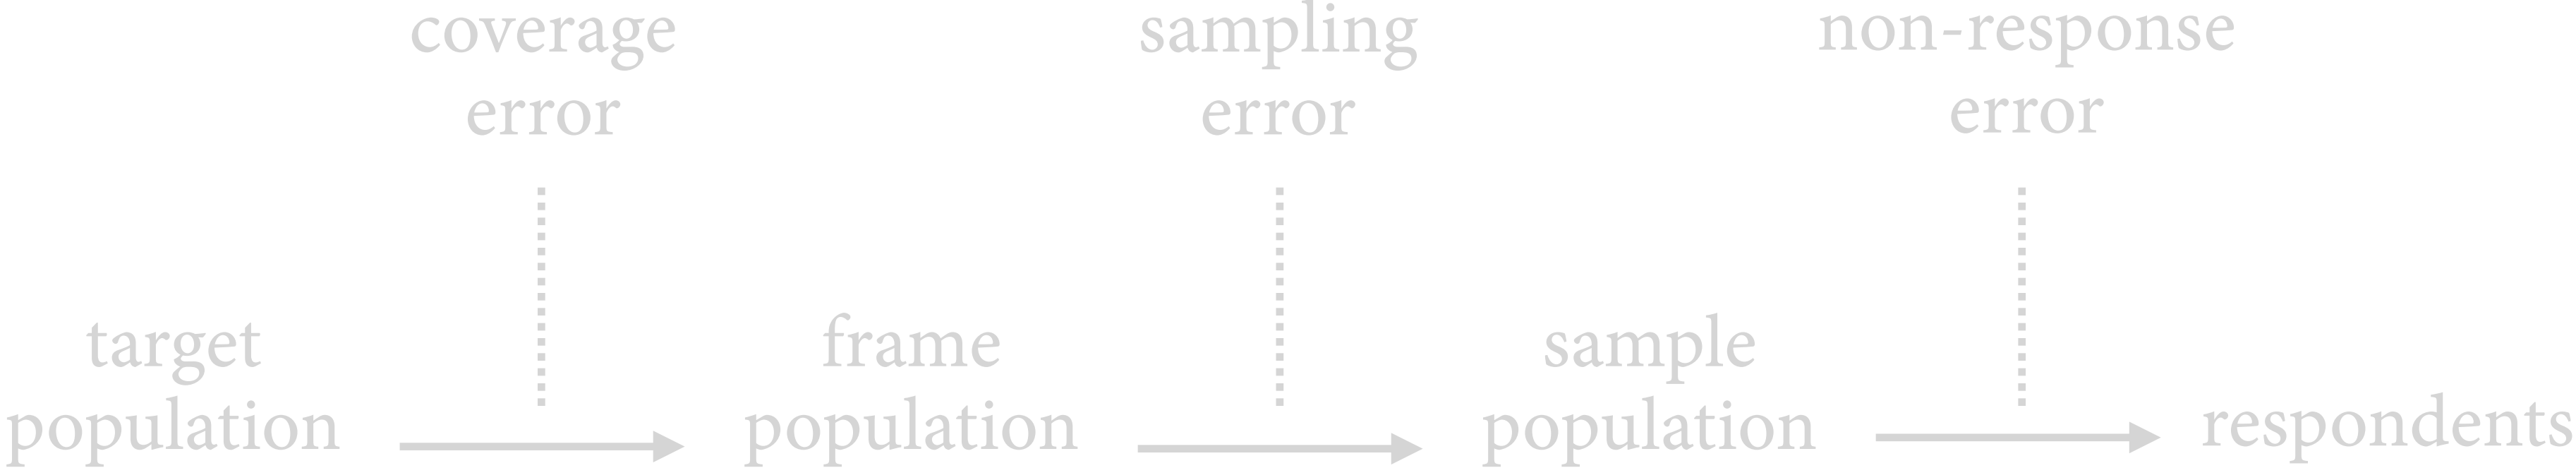 coverage
error
sampling
error
non-response
error
target
population
frame
population
sample
population
respondents